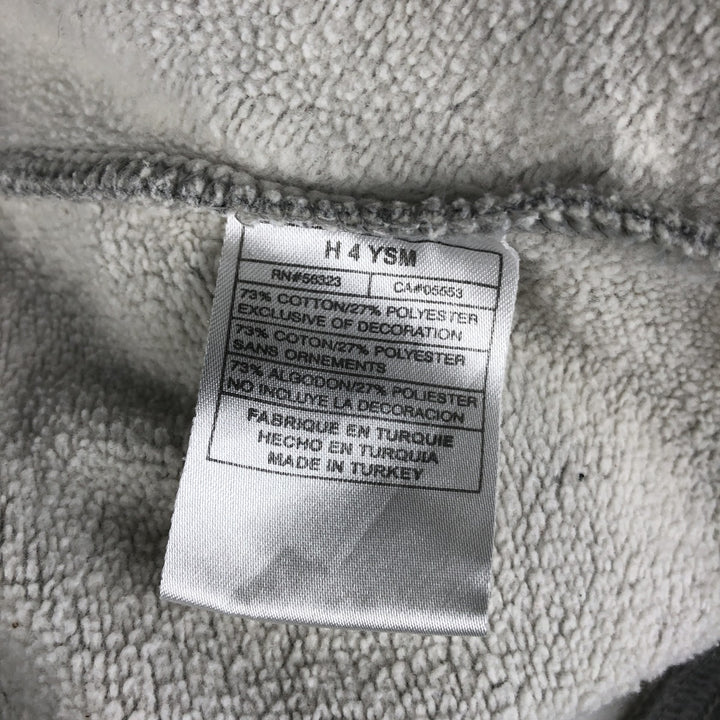 H 4 YSM
RN#56323 CA#05553
73% COTTON/27% POLYESTER
EXCLUSIVE OF DECORATION
73% COTON/27% POLYESTER
SANS ORNEMENTS
73% ALGODON/27% POLIESTER
NO INCLUYE LA DECORACION
FABRIQUE EN TURQUIE
HECHO EN TURQUIA
MADE IN TURKEY